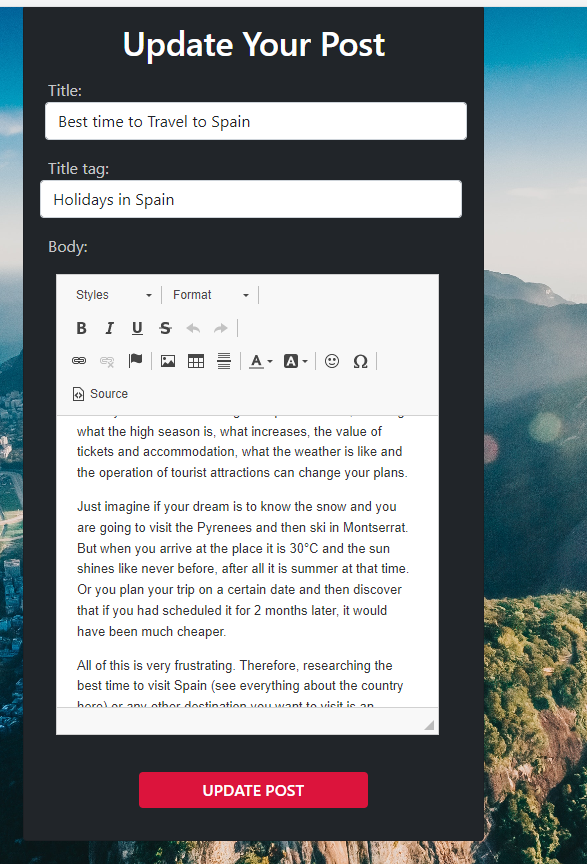 Update Your Post
Title:
Best time to Travel to Spain
Title tag:
Holidays in Spain
Body:
Styles Format
B I U S
A A Ω
Source
what the high season is, what increases, the value of
tickets and accommodation, what the weather is like and
the operation of tourist attractions can change your plans.
Just imagine if your dream is to know the snow and you
are going to visit the Pyrenees and then ski in Montserrat.
But when you arrive at the place it is 30°C and the sun
shines like never before, after all it is summer at that time.
Or you plan your trip on a certain date and then discover
that if you had scheduled it for 2 months later, it would
have been much cheaper.
All of this is very frustrating. Therefore, researching the
best time to visit Spain (see everything about the country
here) or any other destination you want to visit is an
UPDATE POST